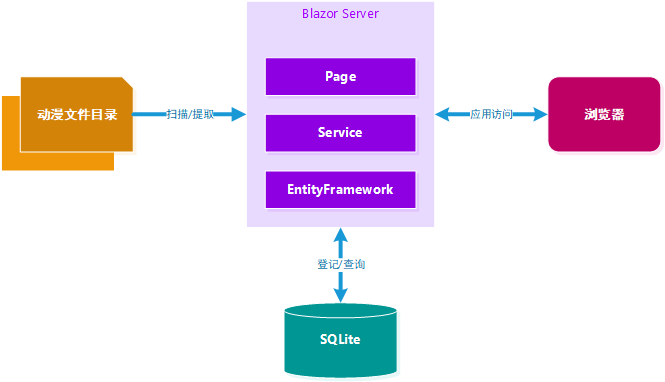 Blazor Server
Page
动漫文件目录
扫描/提取
Service
应用访问
浏览器
EntityFramework
登记/查询
SQLite